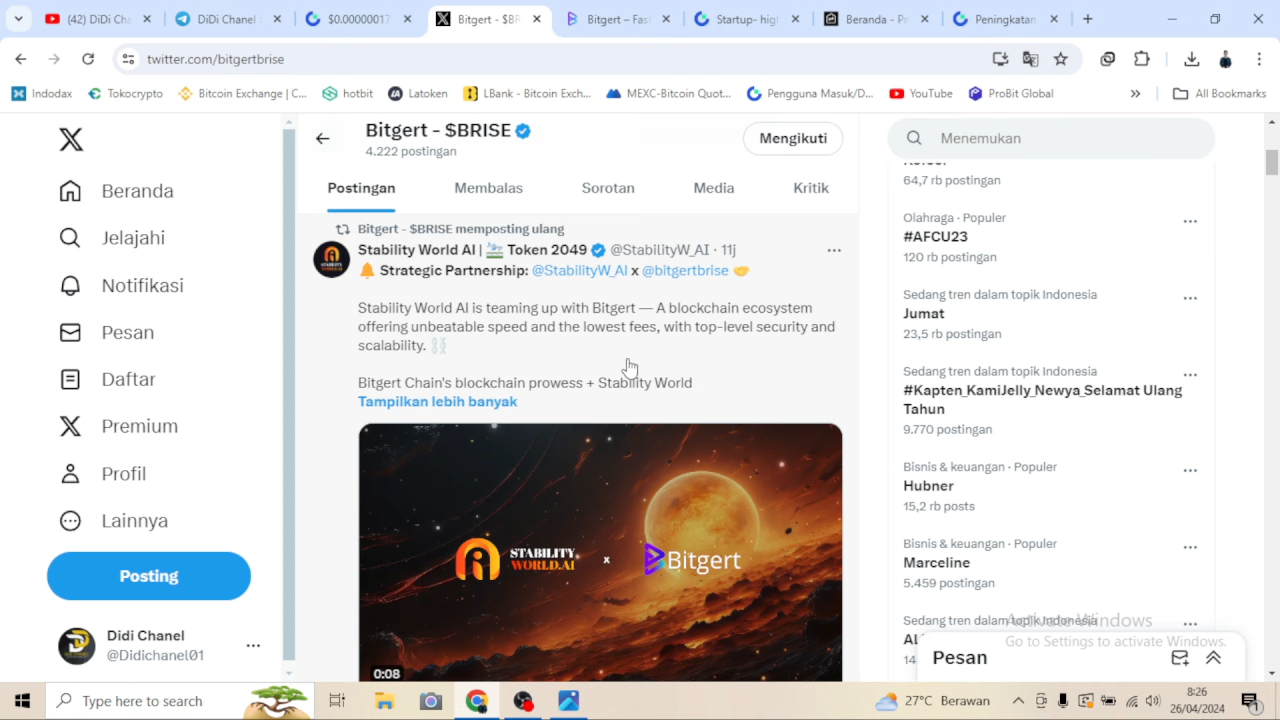 (42) DiDi Ch
DiDi Chanel
$0.00000017
Bitgert - $BR
Bitgert – Fas
Startup- hig
Beranda - P
Peningkatan
twitter.com/bitgertbrise
Indodax
Tokocrypto
Bitcoin Exchange | C...
hotbit
Latoken
LBank - Bitcoin Exch...
MEXC-Bitcoin Quot...
Pengguna Masuk/D...
YouTube
ProBit Global
All Bookmarks
Beranda
Jelajahi
Notifikasi
Pesan
Daftar
Premium
Profil
Lainnya
Posting
Didi Chanel
@Didichanel01
Bitgert - $BRISE
4.222 postingan
Mengikuti
Postingan
Membalas
Sorotan
Media
Kritik
Bitgert - $BRISE memposting ulang
Stability World AI | Token 2049 @StabilityW_AI · 11j
Strategic Partnership: @StabilityW_AI x @bitgertbrise
Stability World AI is teaming up with Bitgert — A blockchain ecosystem
offering unbeatable speed and the lowest fees, with top-level security and
scalability.
Bitgert Chain's blockchain prowess + Stability World
Tampilkan lebih banyak
STABILITY
WORLD.AI
x
Bitgert
0:08
Menemukan
64,7 rb postingan
Olahraga · Populer
#AFCU23
120 rb postingan
Sedang tren dalam topik Indonesia
Jumat
23,5 rb postingan
Sedang tren dalam topik Indonesia
#Kapten_KamiJelly_Newya_Selamat Ulang
Tahun
9.770 postingan
Bisnis & keuangan · Populer
Hubner
15,2 rb posts
Bisnis & keuangan · Populer
Marceline
5.459 postingan
Sedang tren dalam topik Indonesia
Activate Windows
Go to Settings to activate Windows.
Pesan
Type here to search
27°C Berawan
8:26
26/04/2024